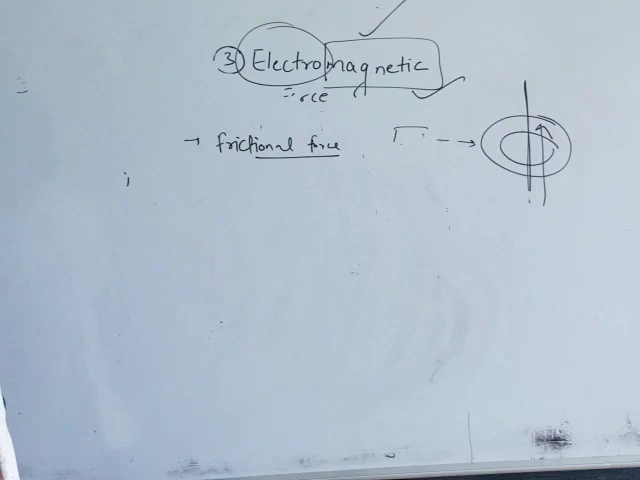 ③ Electromagnetic
Force
→ frictional force